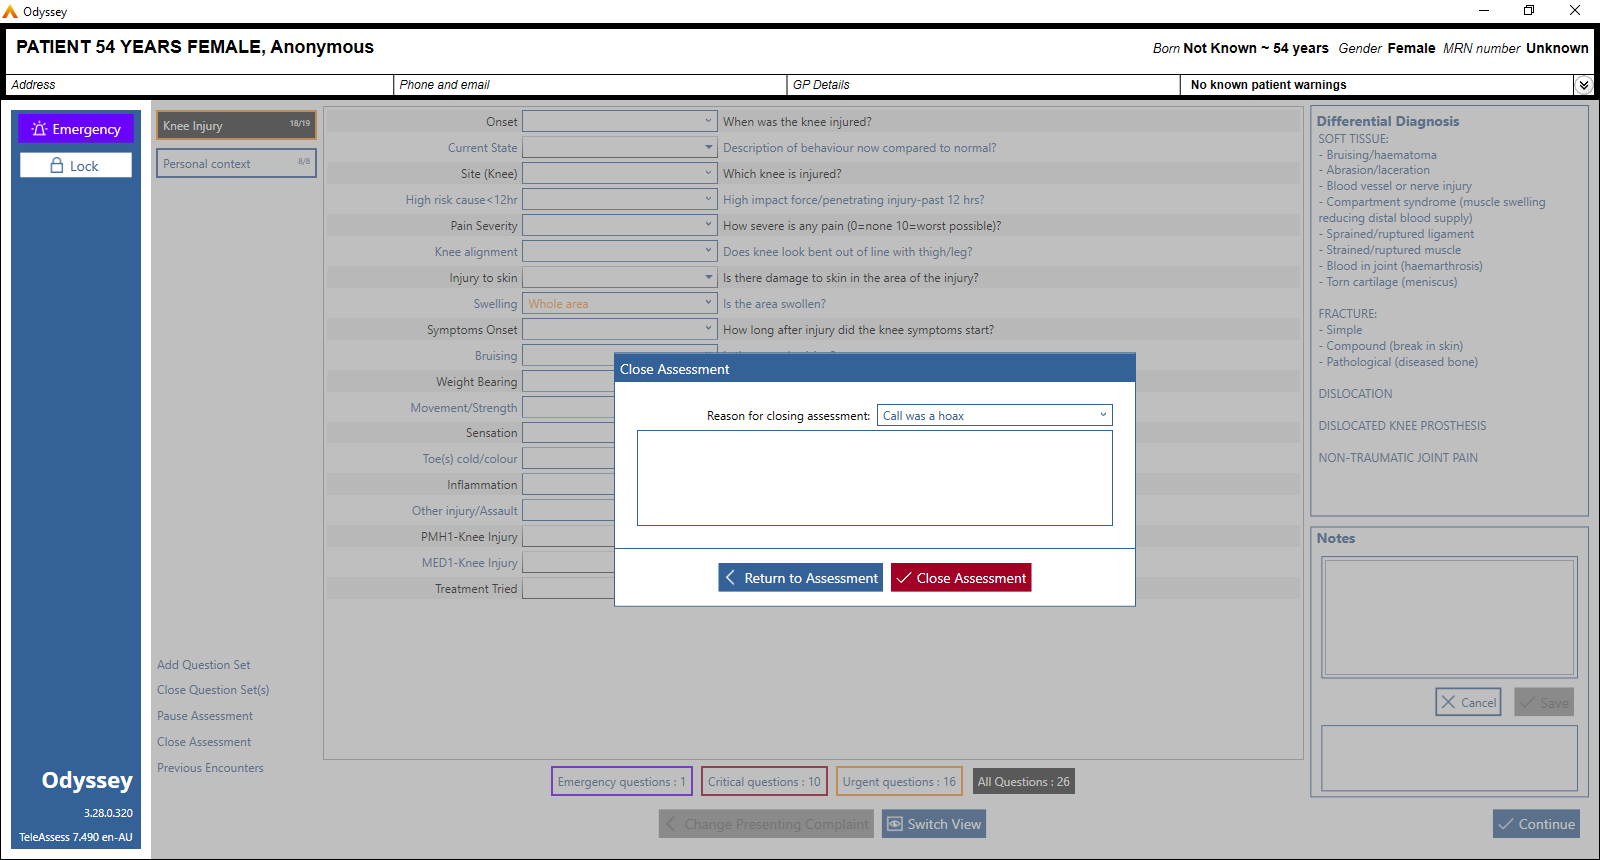 Odyssey
PATIENT 54 YEARS FEMALE, Anonymous
Born Not Known ~ 54 years Gender Female MRN number Unknown
Address
Phone and email
GP Details
No known patient warnings
Emergency
Lock
Knee Injury 18/19
Personal context 8/8
Onset When was the knee injured?
Current State Description of behaviour now compared to normal?
Site (Knee) Which knee is injured?
High risk cause<12hr High impact force/penetrating injury-past 12 hrs?
Pain Severity How severe is any pain (0=none 10=worst possible)?
Knee alignment Does knee look bent out of line with thigh/leg?
Injury to skin Is there damage to skin in the area of the injury?
Swelling Whole area Is the area swollen?
Symptoms Onset How long after injury did the knee symptoms start?
Bruising
Weight Bearing
Movement/Strength
Sensation
Toe(s) cold/colour
Inflammation
Other injury/Assault
PMH1-Knee Injury
MED1-Knee Injury
Treatment Tried
Close Assessment
Reason for closing assessment: Call was a hoax
Return to Assessment
Close Assessment
Differential Diagnosis
SOFT TISSUE:
- Bruising/haematoma
- Abrasion/laceration
- Blood vessel or nerve injury
- Compartment syndrome (muscle swelling
reducing distal blood supply)
- Sprained/ruptured ligament
- Strained/ruptured muscle
- Blood in joint (haemarthrosis)
- Torn cartilage (meniscus)
FRACTURE:
- Simple
- Compound (break in skin)
- Pathological (diseased bone)
DISLOCATION
DISLOCATED KNEE PROSTHESIS
NON-TRAUMATIC JOINT PAIN
Notes
Cancel
Save
Add Question Set
Close Question Set(s)
Pause Assessment
Close Assessment
Previous Encounters
Odyssey
3.28.0.320
TeleAssess 7.490 en-AU
Emergency questions : 1
Critical questions : 10
Urgent questions : 16
All Questions : 26
Change Presenting Complaint
Switch View
Continue